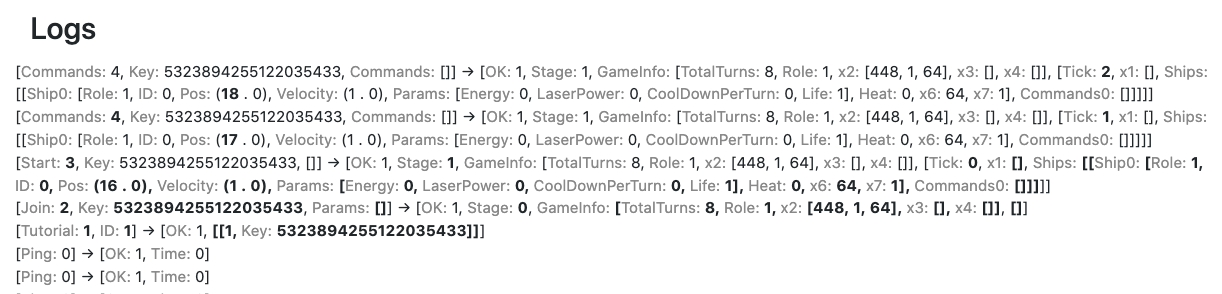 Logs
[Commands: 4, Key: 5323894255122035433, Commands: []] → [OK: 1, Stage: 1, GameInfo: [TotalTurns: 8, Role: 1, x2: [448, 1, 64], x3: [], x4: []], [Tick: 2, x1: [], Ships:
[[Ship0: [Role: 1, ID: 0, Pos: (18 . 0), Velocity: (1 . 0), Params: [Energy: 0, LaserPower: 0, CoolDownPerTurn: 0, Life: 1], Heat: 0, x6: 64, x7: 1], Commands0: []]]]]
[Commands: 4, Key: 5323894255122035433, Commands: []] → [OK: 1, Stage: 1, GameInfo: [TotalTurns: 8, Role: 1, x2: [448, 1, 64], x3: [], x4: []], [Tick: 1, x1: [], Ships:
[[Ship0: [Role: 1, ID: 0, Pos: (17 . 0), Velocity: (1 . 0), Params: [Energy: 0, LaserPower: 0, CoolDownPerTurn: 0, Life: 1], Heat: 0, x6: 64, x7: 1], Commands0: []]]]]
[Start: 3, Key: 5323894255122035433, []] → [OK: 1, Stage: 1, GameInfo: [TotalTurns: 8, Role: 1, x2: [448, 1, 64], x3: [], x4: []], [Tick: 0, x1: [], Ships: [[Ship0: [Role: 1,
ID: 0, Pos: (16 . 0), Velocity: (1 . 0), Params: [Energy: 0, LaserPower: 0, CoolDownPerTurn: 0, Life: 1], Heat: 0, x6: 64, x7: 1], Commands0: []]]]]
[Join: 2, Key: 5323894255122035433, Params: []] → [OK: 1, Stage: 0, GameInfo: [TotalTurns: 8, Role: 1, x2: [448, 1, 64], x3: [], x4: []], []]
[Tutorial: 1, ID: 1] → [OK: 1, [[1, Key: 5323894255122035433]]]
[Ping: 0] → [OK: 1, Time: 0]
[Ping: 0] → [OK: 1, Time: 0]